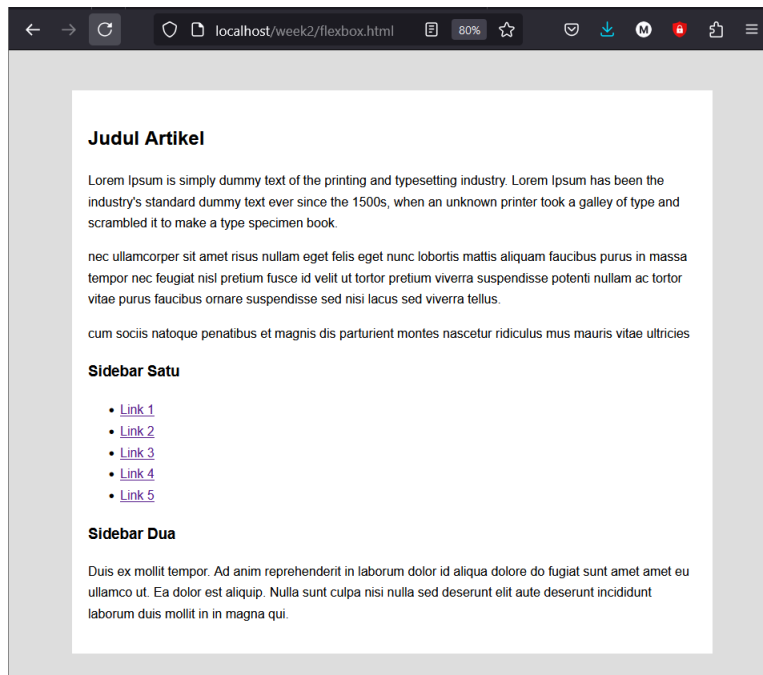 localhost/week2/flexbox.html
80%
M
Judul Artikel
Lorem Ipsum is simply dummy text of the printing and typesetting industry. Lorem Ipsum has been the
industry's standard dummy text ever since the 1500s, when an unknown printer took a galley of type and
scrambled it to make a type specimen book.
nec ullamcorper sit amet risus nullam eget felis eget nunc lobortis mattis aliquam faucibus purus in massa
tempor nec feugiat nisl pretium fusce id velit ut tortor pretium viverra suspendisse potenti nullam ac tortor
vitae purus faucibus ornare suspendisse sed nisi lacus sed viverra tellus.
cum sociis natoque penatibus et magnis dis parturient montes nascetur ridiculus mus mauris vitae ultricies
Sidebar Satu
• Link 1
• Link 2
• Link 3
• Link 4
• Link 5
Sidebar Dua
Duis ex mollit tempor. Ad anim reprehenderit in laborum dolor id aliqua dolore do fugiat sunt amet amet eu
ullamco ut. Ea dolor est aliquip. Nulla sunt culpa nisi nulla sed deserunt elit aute deserunt incididunt
laborum duis mollit in in magna qui.